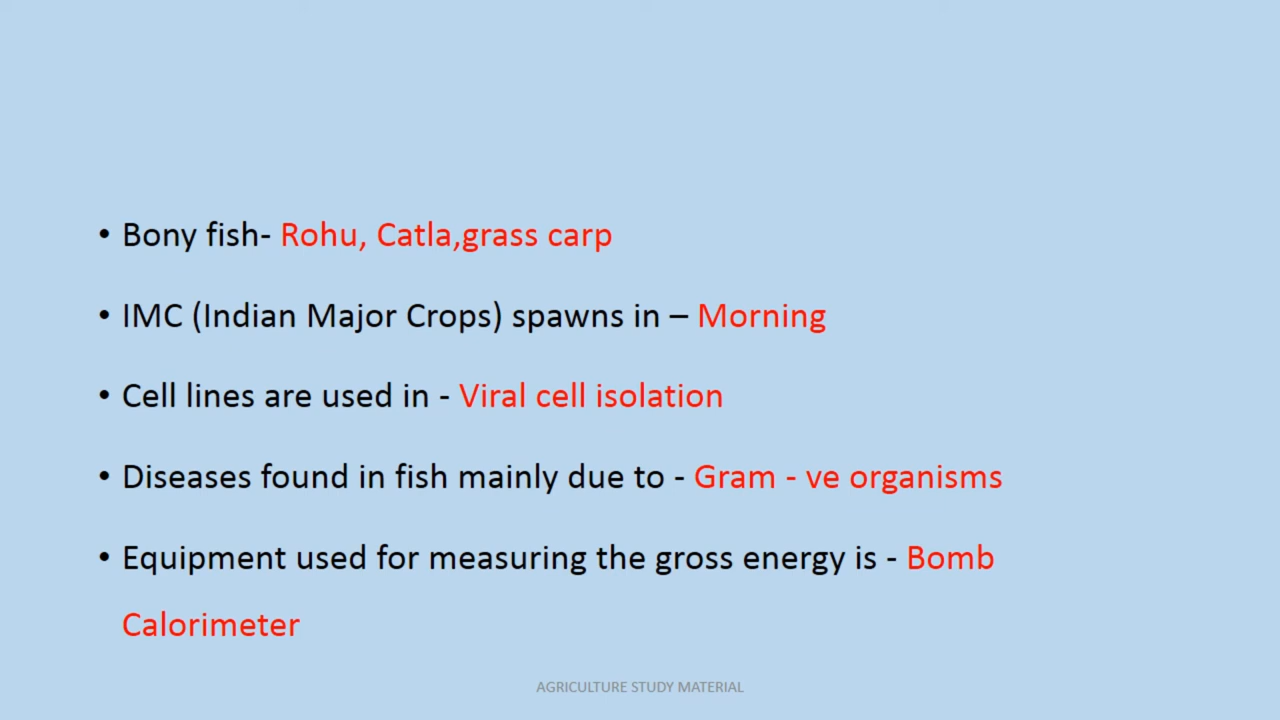 • Bony fish- Rohu, Catla,grass carp
• IMC (Indian Major Crops) spawns in – Morning
• Cell lines are used in - Viral cell isolation
• Diseases found in fish mainly due to - Gram - ve organisms
• Equipment used for measuring the gross energy is - Bomb
Calorimeter
AGRICULTURE STUDY MATERIAL